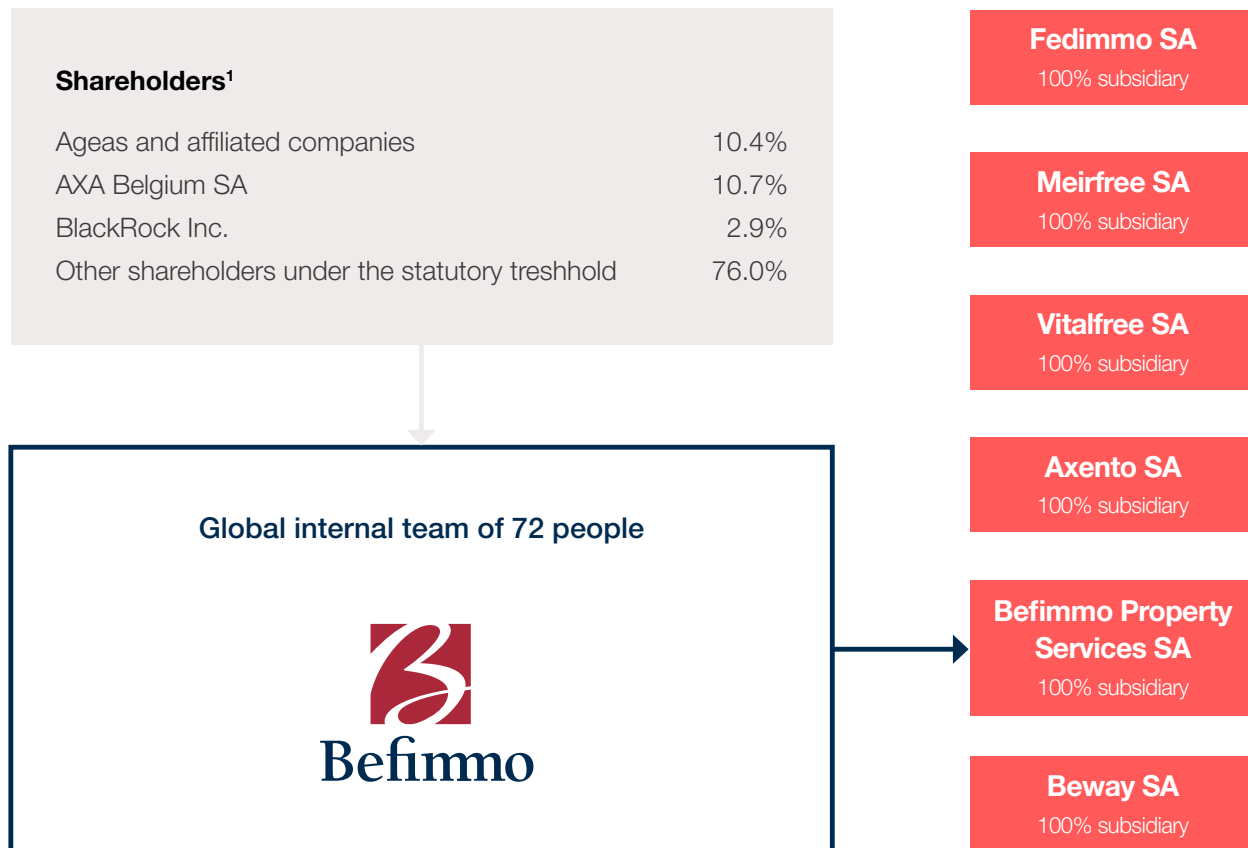 Shareholders¹
Ageas and affiliated companies 10.4%
AXA Belgium SA 10.7%
BlackRock Inc. 2.9%
Other shareholders under the statutory treshhold 76.0%
Global internal team of 72 people
Befimmo
Fedimmo SA
100% subsidiary
Meirfree SA
100% subsidiary
Vitalfree SA
100% subsidiary
Axento SA
100% subsidiary
Befimmo Property
Services SA
100% subsidiary
Beway SA
100% subsidiary